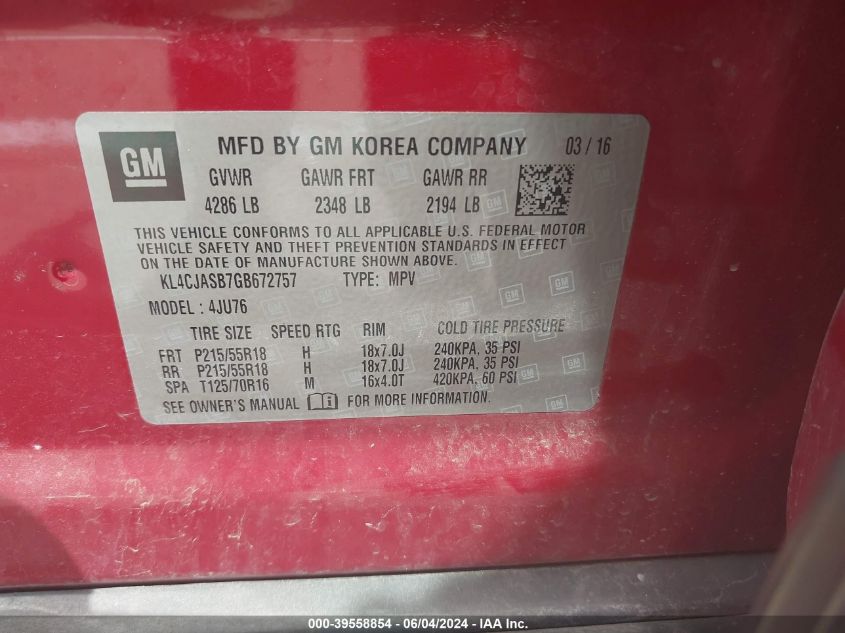 GM MFD BY GM KOREA COMPANY 03 / 16
GVWR GAWR FRT GAWR RR
4286 LB 2348 LB 2194 LB
THIS VEHICLE CONFORMS TO ALL APPLICABLE U.S. FEDERAL MOTOR
VEHICLE SAFETY AND THEFT PREVENTION STANDARDS IN EFFECT
ON THE DATE OF MANUFACTURE SHOWN ABOVE.
KL4CJASB7GB672757 TYPE: MPV
MODEL : 4JU76
TIRE SIZE SPEED RTG RIM COLD TIRE PRESSURE
FRT P215/55R18 H 18x7.0J 240KPA, 35 PSI
RR P215/55R18 H 18x7.0J 240KPA, 35 PSI
SPA T125/70R16 M 16x4.0T 420KPA, 60 PSI
SEE OWNER'S MANUAL FOR MORE INFORMATION.
000-39558854 / 06/04/2024 - IAA Inc.